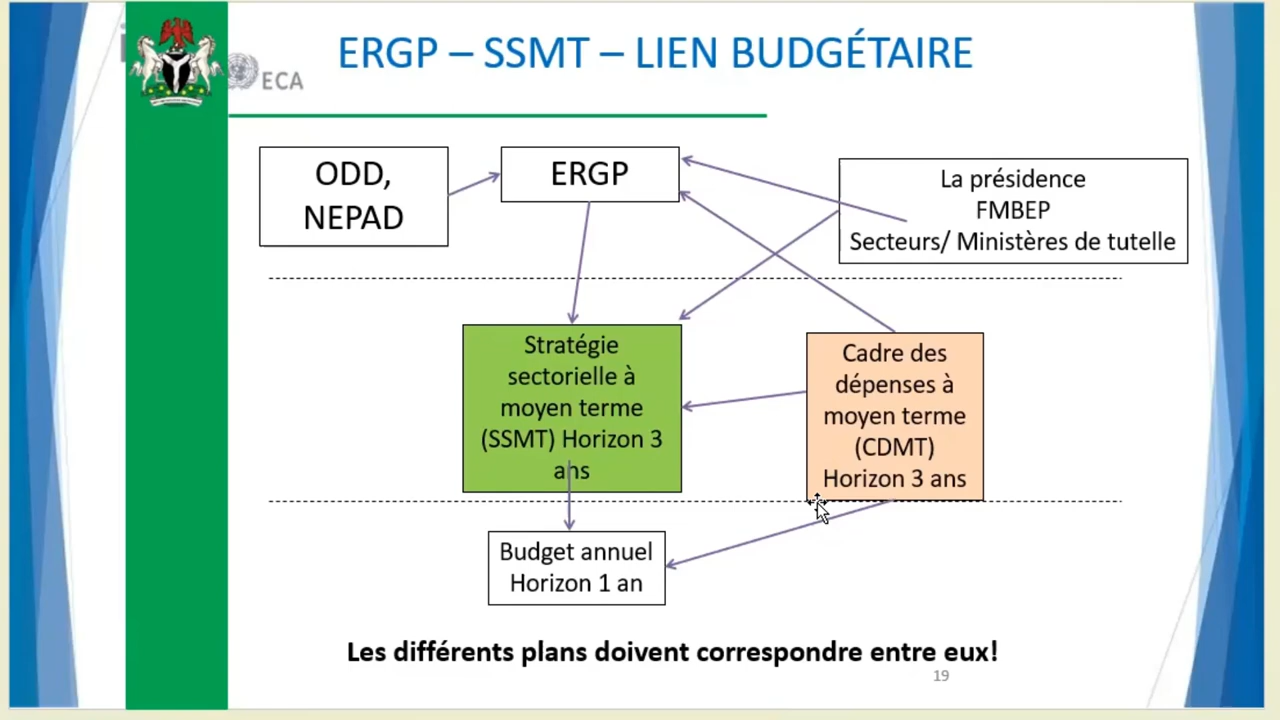 ERGP – SSMT – LIEN BUDGÉTAIRE
ECA
ODD,
NEPAD
ERGP
La présidence
FMBEP
Secteurs/ Ministères de tutelle
Stratégie
sectorielle à
moyen terme
(SSMT) Horizon 3
ans
Cadre des
dépenses à
moyen terme
(CDMT)
Horizon 3 ans
Budget annuel
Horizon 1 an
Les différents plans doivent correspondre entre eux!
19